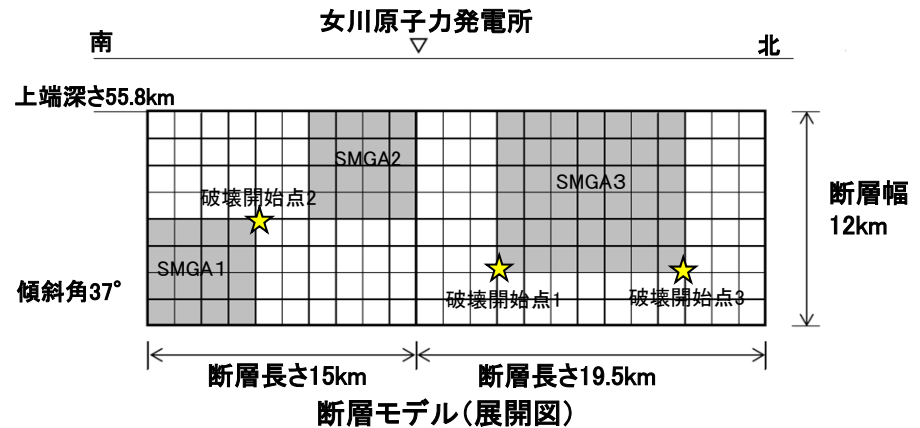 女川原子力発電所
南
北
上端深さ55.8km
SMGA2
SMGA3
破壊開始点2
断層幅
12km
SMGA1
傾斜角37°
破壊開始点1
破壊開始点3
断層長さ15km
断層長さ19.5km
断層モデル(展開図)